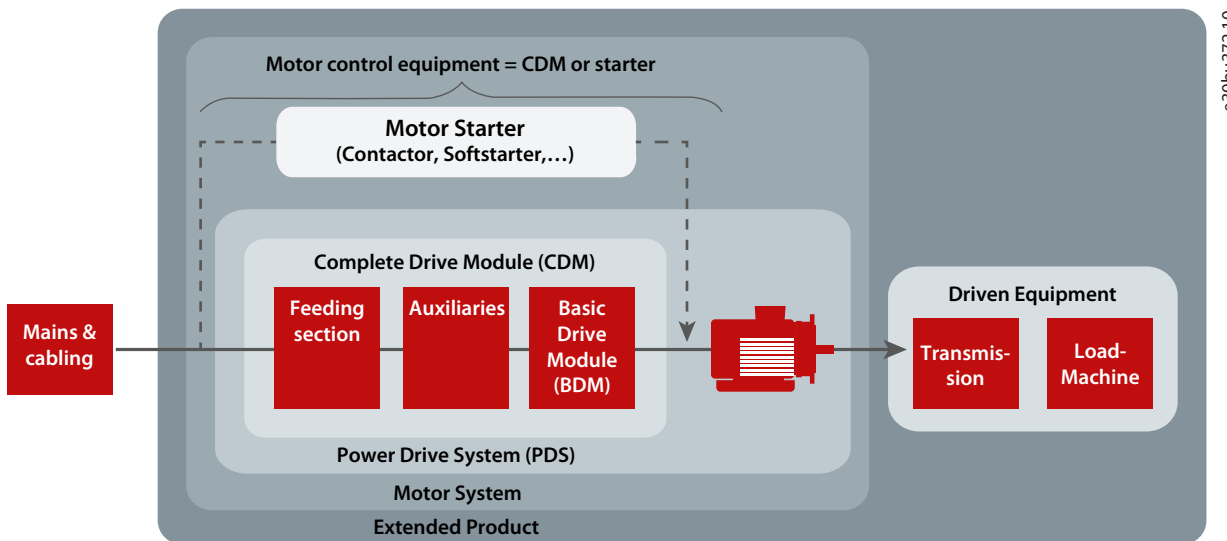 Motor control equipment = CDM or starter
Motor Starter
(Contactor, Softstarter,...)
Complete Drive Module (CDM)
Mains &
cabling
Feeding
section
Auxiliaries
Basic
Drive
Module
(BDM)
Driven Equipment
Transmis-
sion
Load-
Machine
Power Drive System (PDS)
Motor System
Extended Product